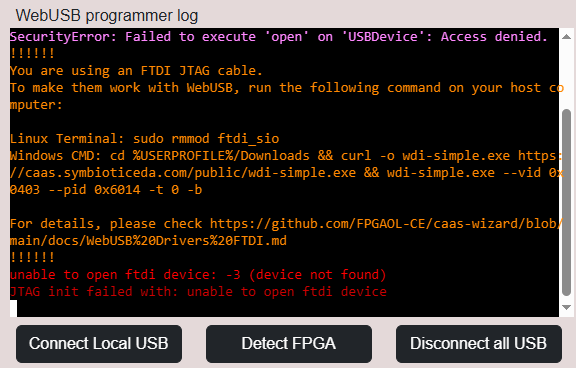 WebUSB programmer log
SecurityError: Failed to execute 'open' on 'USBDevice': Access denied.
!!!!!!
You are using an FTDI JTAG cable.
To make them work with WebUSB, run the following command on your host co
mputer:
Linux Terminal: sudo rmmod ftdi_sio
Windows CMD: cd %USERPROFILE%/Downloads && curl -o wdi-simple.exe https:
//caas.symbioticeda.com/public/wdi-simple.exe && wdi-simple.exe --vid 0x
0403 --pid 0x6014 -t 0 -b
For details, please check https://github.com/FPGAOL-CE/caas-wizard/blob/
main/docs/WebUSB%20Drivers%20FTDI.md
!!!!!!
unable to open ftdi device: -3 (device not found)
JTAG init failed with: unable to open ftdi device
Connect Local USB
Detect FPGA
Disconnect all USB